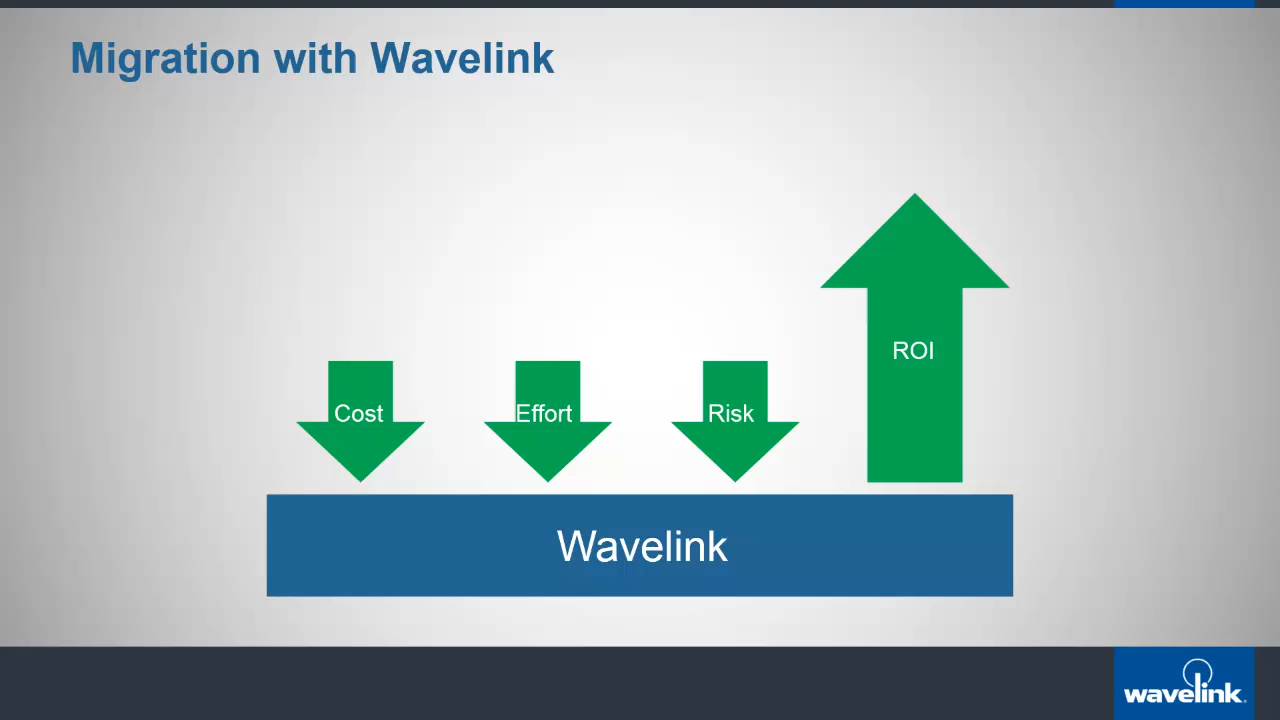 Migration with Wavelink
ROI
Cost
Effort
Risk
Wavelink
wavelink.